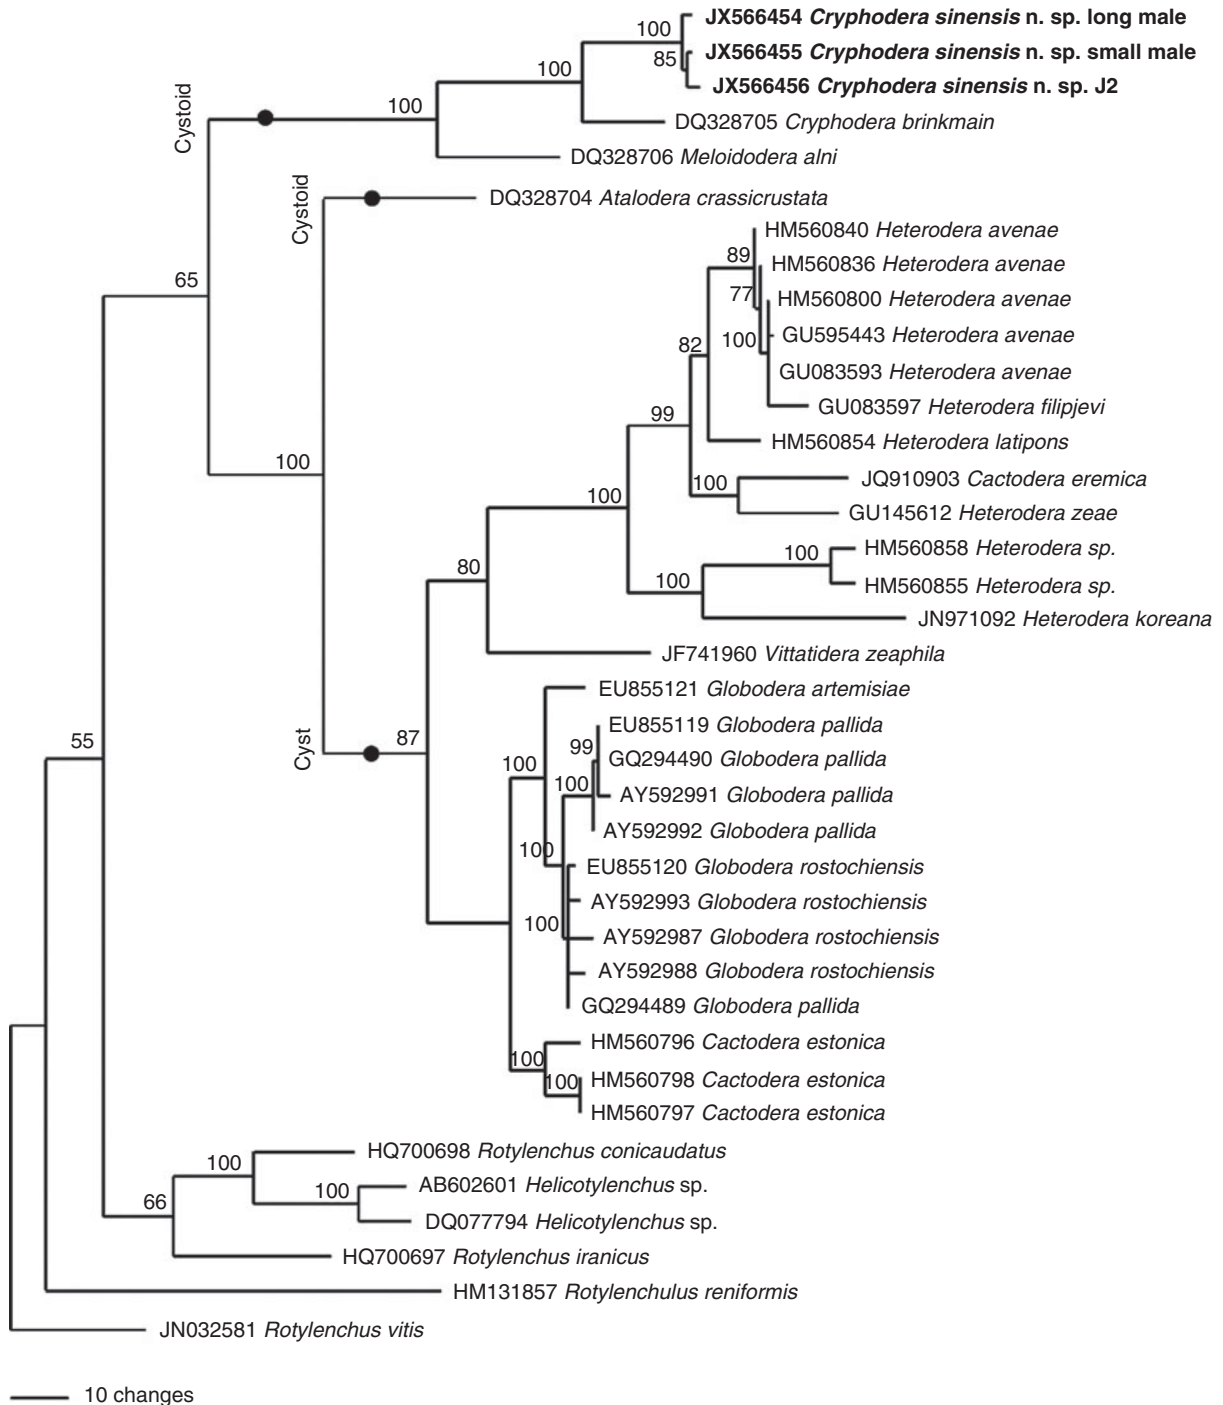 JX566454 Cryphodera sinensis n. sp. long male
100
JX566455 Cryphodera sinensis n. sp. small male
85
JX566456 Cryphodera sinensis n. sp. J2
100
Cystoid
100
DQ328705 Cryphodera brinkmain
DQ328706 Meloidodera alni
Cystoid
DQ328704 Atalodera crassicrustata
HM560840 Heterodera avenae
89
HM560836 Heterodera avenae
65
77
HM560800 Heterodera avenae
100
GU595443 Heterodera avenae
82
GU083593 Heterodera avenae
GU083597 Heterodera filipjevi
99
HM560854 Heterodera latipons
100
100
JQ910903 Cactodera eremica
100
GU145612 Heterodera zeae
HM560858 Heterodera sp.
100
80
100
HM560855 Heterodera sp.
JN971092 Heterodera koreana
JF741960 Vittatidera zeaphila
EU855121 Globodera artemisiae
EU855119 Globodera pallida
55
Cyst
87
99
GQ294490 Globodera pallida
100
100
AY592991 Globodera pallida
AY592992 Globodera pallida
100
EU855120 Globodera rostochiensis
AY592993 Globodera rostochiensis
100
AY592987 Globodera rostochiensis
AY592988 Globodera rostochiensis
GQ294489 Globodera pallida
HM560796 Cactodera estonica
100
100
HM560798 Cactodera estonica
HM560797 Cactodera estonica
HQ700698 Rotylenchus conicaudatus
100
AB602601 Helicotylenchus sp.
100
66
DQ077794 Helicotylenchus sp.
HQ700697 Rotylenchus iranicus
HM131857 Rotylenchulus reniformis
JN032581 Rotylenchus vitis
10 changes